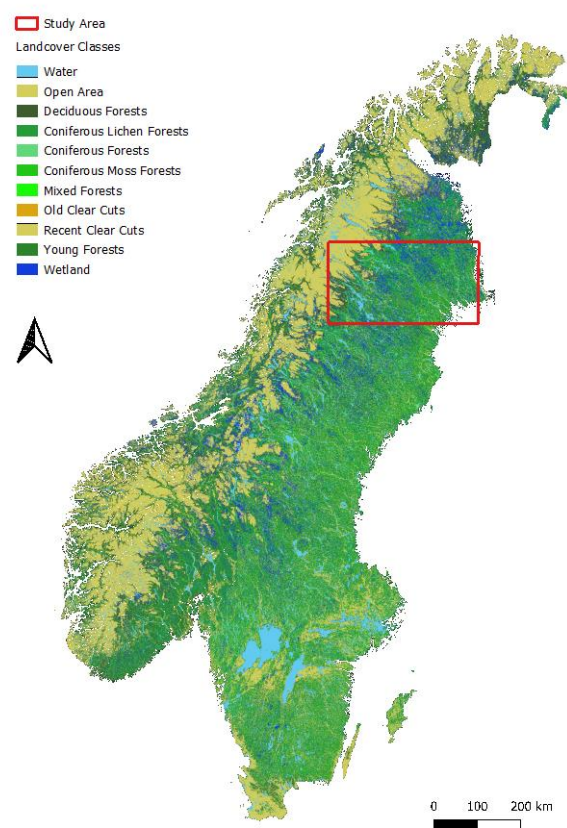 Study Area
Landcover Classes
Water
Open Area
Deciduous Forests
Coniferous Lichen Forests
Coniferous Forests
Coniferous Moss Forests
Mixed Forests
Old Clear Cuts
Recent Clear Cuts
Young Forests
Wetland
0 100 200 km